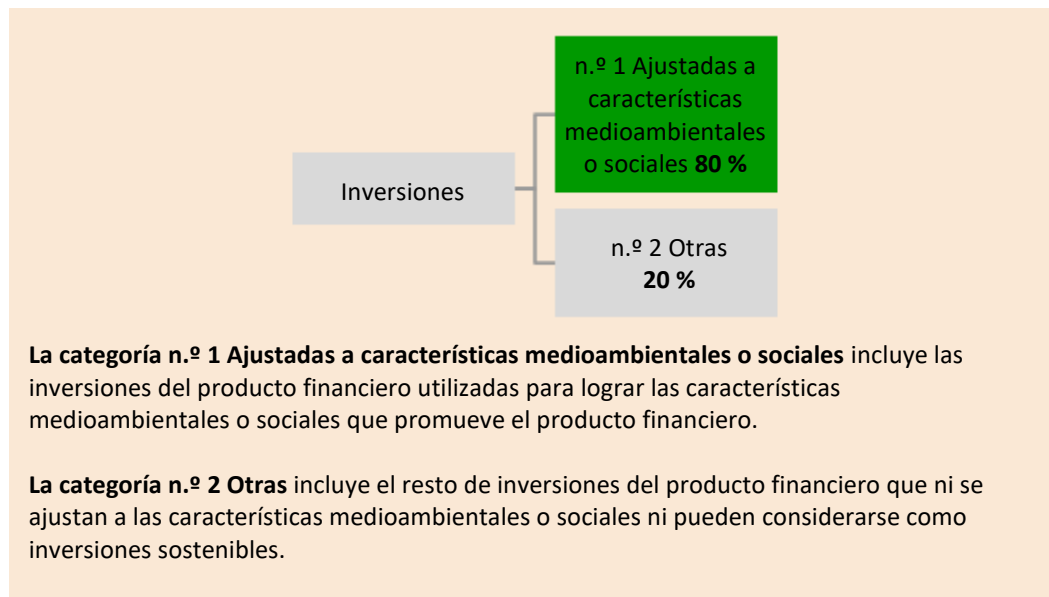 n.º 1 Ajustadas a
características
medioambientales
o sociales 80 %
Inversiones
n.º 2 Otras
20 %
La categoría n.º 1 Ajustadas a características medioambientales o sociales incluye las
inversiones del producto financiero utilizadas para lograr las características
medioambientales o sociales que promueve el producto financiero.
La categoría n.º 2 Otras incluye el resto de inversiones del producto financiero que ni se
ajustan a las características medioambientales o sociales ni pueden considerarse como
inversiones sostenibles.